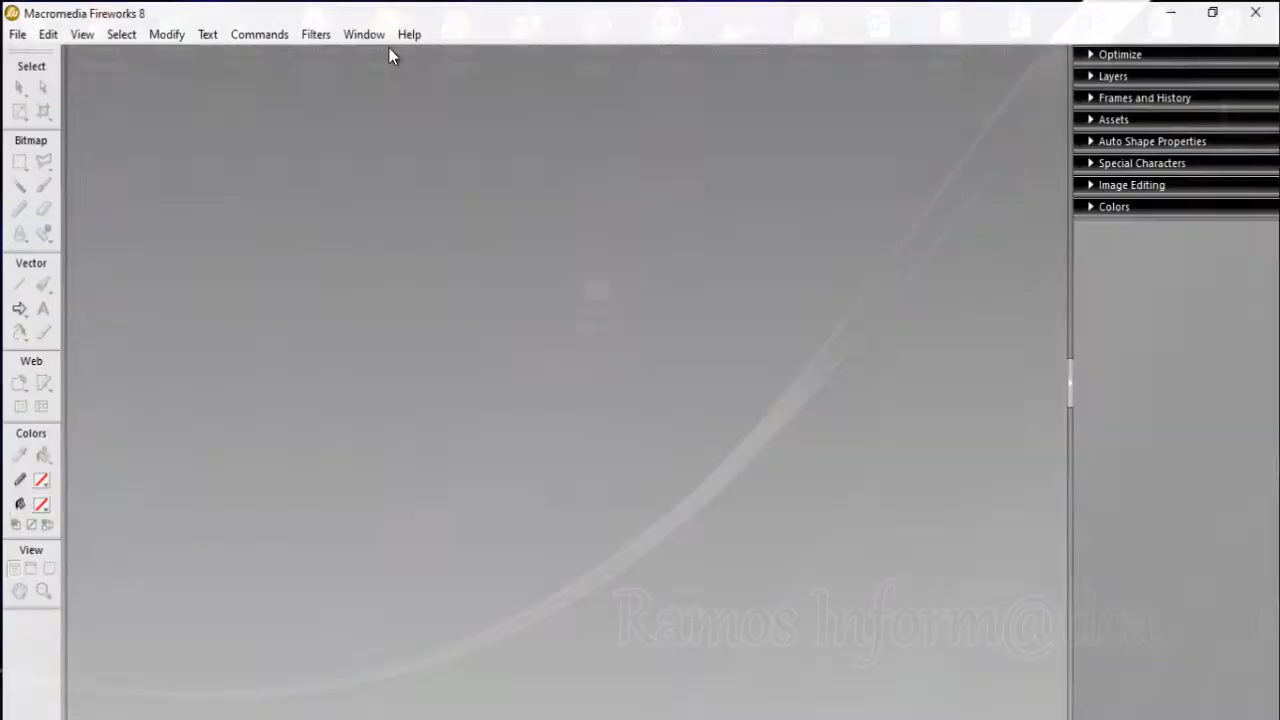 Macromedia Fireworks 8
File Edit View Select Modify Text Commands Filters Window Help
Select
Bitmap
Vector
A
Web
Colors
View
Optimize
Layers
Frames and History
Assets
Auto Shape Properties
Special Characters
Image Editing
Colors
Ramos Inform@tica